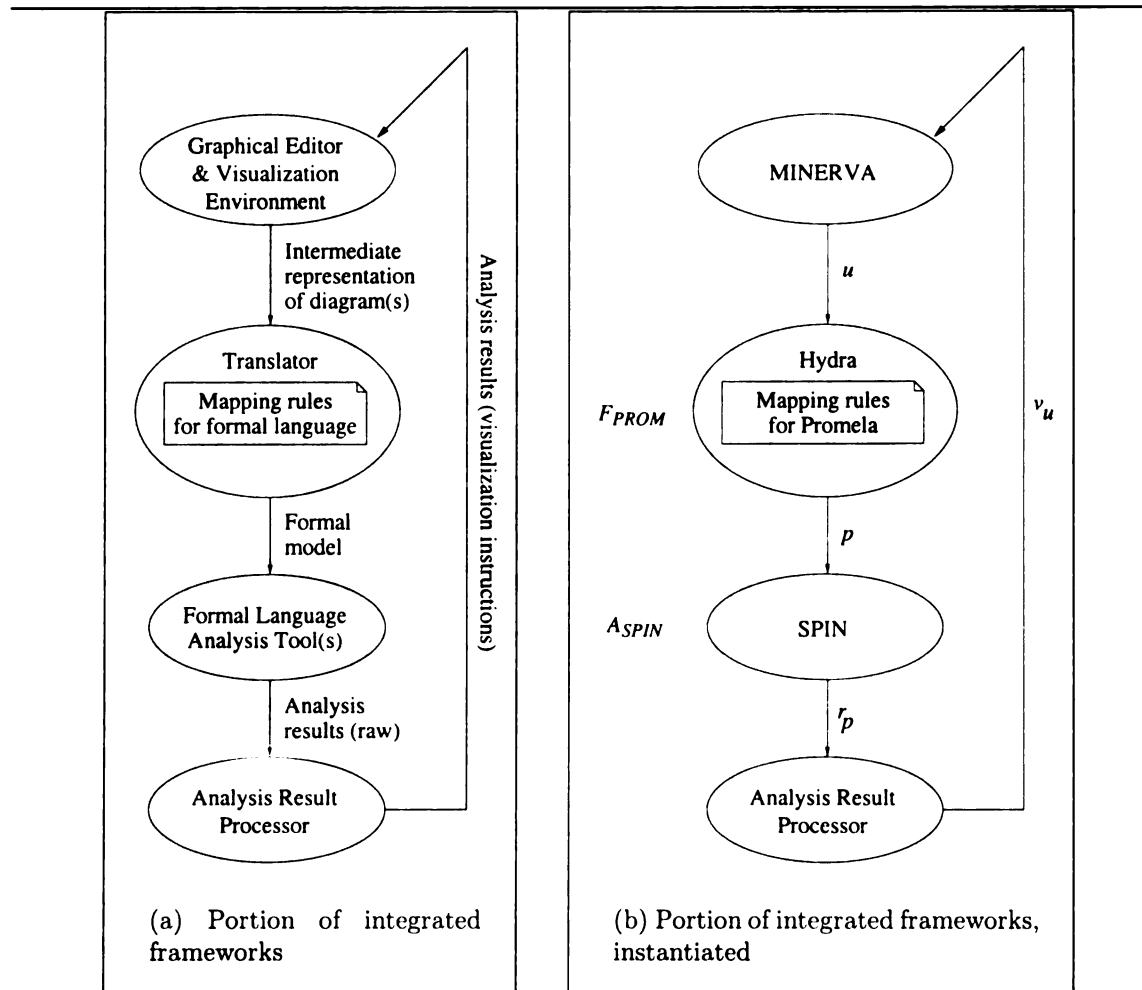 Graphical Editor
& Visualization
Environment
Intermediate
representation
of diagram(s)
Translator
Mapping rules
for formal language
Formal
model
Formal Language
Analysis Tool(s)
Analysis
results (raw)
Analysis Result
Processor
Analysis results (visualization instructions)
(a) Portion of integrated
frameworks
MINERVA
u
Hydra
Mapping rules
for Promela
F_PROM
p
SPIN
A_SPIN
r_p
Analysis Result
Processor
v_u
(b) Portion of integrated frameworks,
instantiated